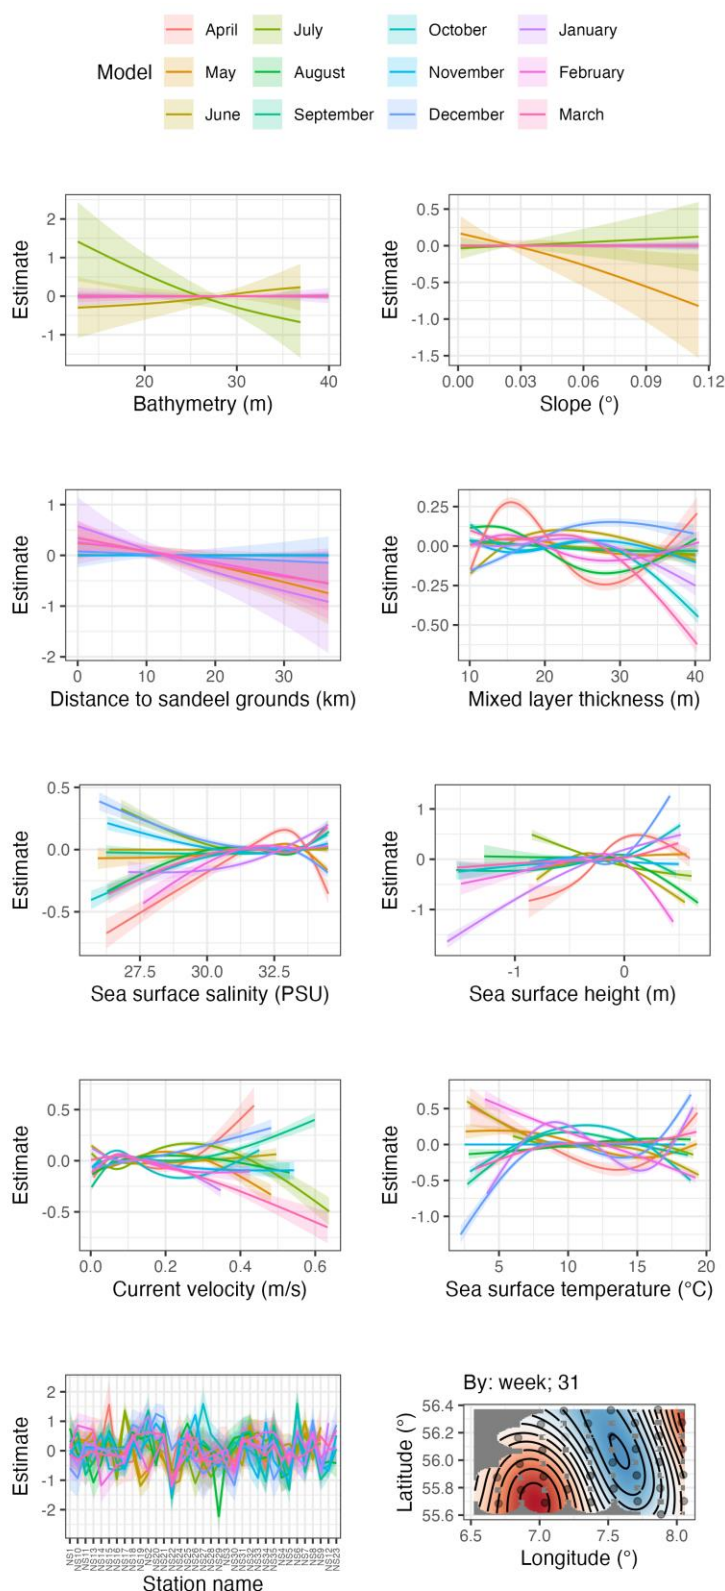 Model
April July October January
May August November February
June September December March
Estimate
2
1
0
-1
20 30 40
Bathymetry (m)
Estimate
0.5
0.0
-0.5
-1.0
-1.5
0.00 0.03 0.06 0.09 0.12
Slope (°)
Estimate
1
0
-1
-2
0 10 20 30
Distance to sandeel grounds (km)
Estimate
0.25
0.00
-0.25
-0.50
10 20 30 40
Mixed layer thickness (m)
Estimate
0.5
0.0
-0.5
27.5 30.0 32.5
Sea surface salinity (PSU)
Estimate
1
0
-1
-1 0
Sea surface height (m)
Estimate
0.5
0.0
-0.5
0.0 0.2 0.4 0.6
Current velocity (m/s)
Estimate
0.5
0.0
-0.5
-1.0
5 10 15 20
Sea surface temperature (°C)
Estimate
2
1
0
-1
-2
Station name
By: week; 31
Latitude (°)
56.4
56.2
56.0
55.8
55.6
6.5 7.0 7.5 8.0
Longitude (°)